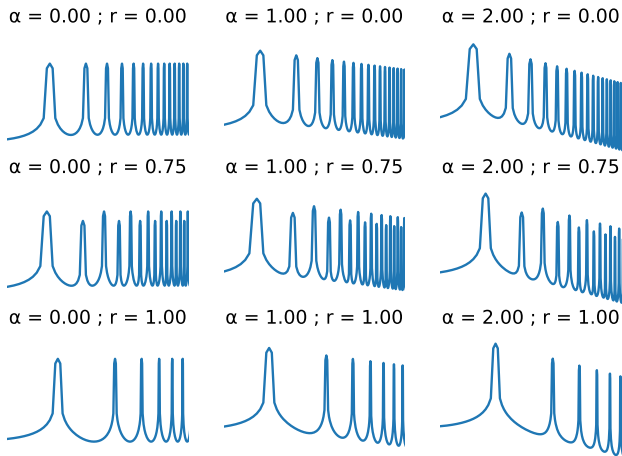 α = 0.00 ; r = 0.00
α = 1.00 ; r = 0.00
α = 2.00 ; r = 0.00
α = 0.00 ; r = 0.75
α = 1.00 ; r = 0.75
α = 2.00 ; r = 0.75
α = 0.00 ; r = 1.00
α = 1.00 ; r = 1.00
α = 2.00 ; r = 1.00